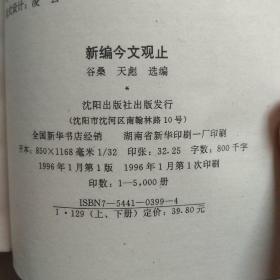 新编今文观止
谷桑 天彪 选编
*
沈阳出版社出版发行
(沈阳市沈河区南翰林路10号)
全国新华书店经销 湖南省新华印刷一厂印刷
开本:850×1168毫米1/32 印张:32.25 字数:800千字
1996年1月第1版 1996年1月第1次印刷
印数:1—5,000册
ISBN7-5441-0399-4
I·129(上、下册)定价:39.80元